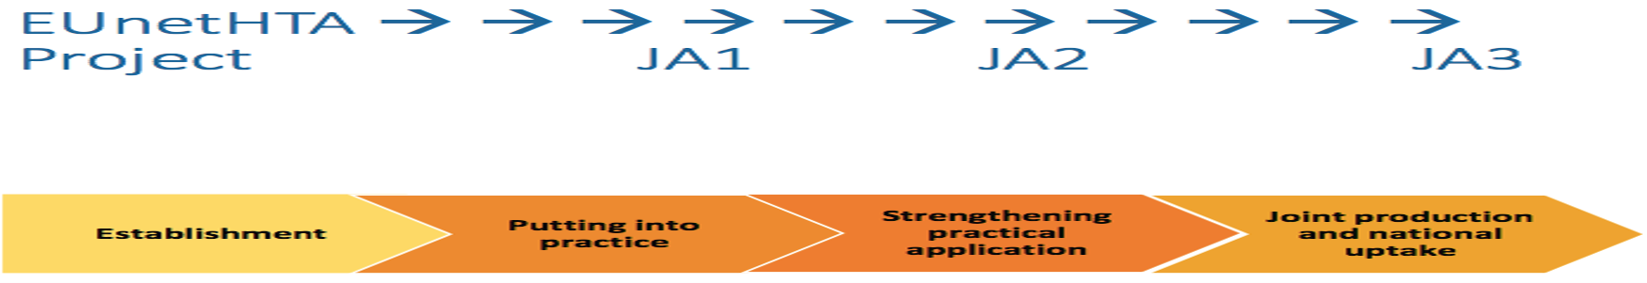 EUnetHTA → → → → → → → → → → →
Project JA1 JA2 JA3
Establishment
Putting into
practice
Strengthening
practical
application
Joint production
and national
uptake